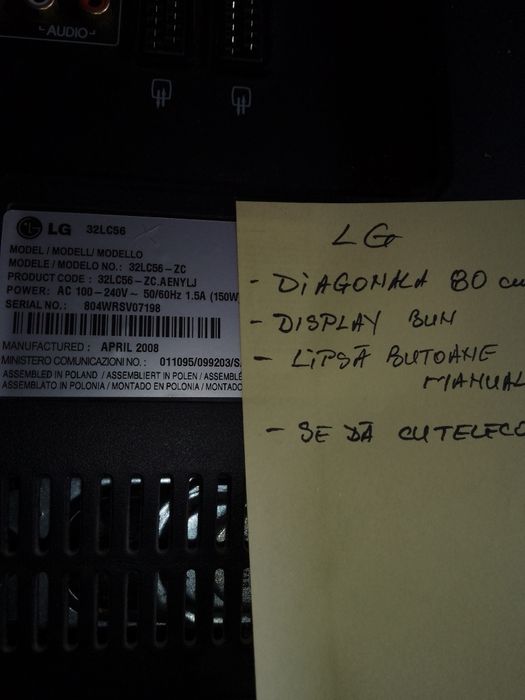 AUDIO
LG 32LC56
MODEL / MODELL/ MODELLO
MODELE / MODELO NO.: 32LC56-ZC
PRODUCT CODE : 32LC56-ZC.AENYLJ
POWER: AC 100-240V~ 50/60Hz 1.5A (150W
SERIAL NO.: 804WRSV07198
MANUFACTURED : APRIL 2008
MINISTERO COMUNICAZIONI NO. : 011095/099203/S
ASSEMBLED IN POLAND / ASSEMBLIERT IN POLEN / ASSEMBLÉ
ASSEMBLATO IN POLONIA / MONTADO EN POLONIA / MONTADO
LG
- DIAGONALA 80 cm
- DISPLAY BUN
- LIPSĂ BUTOANE
MANUAL
- SE DĂ CU TELECO